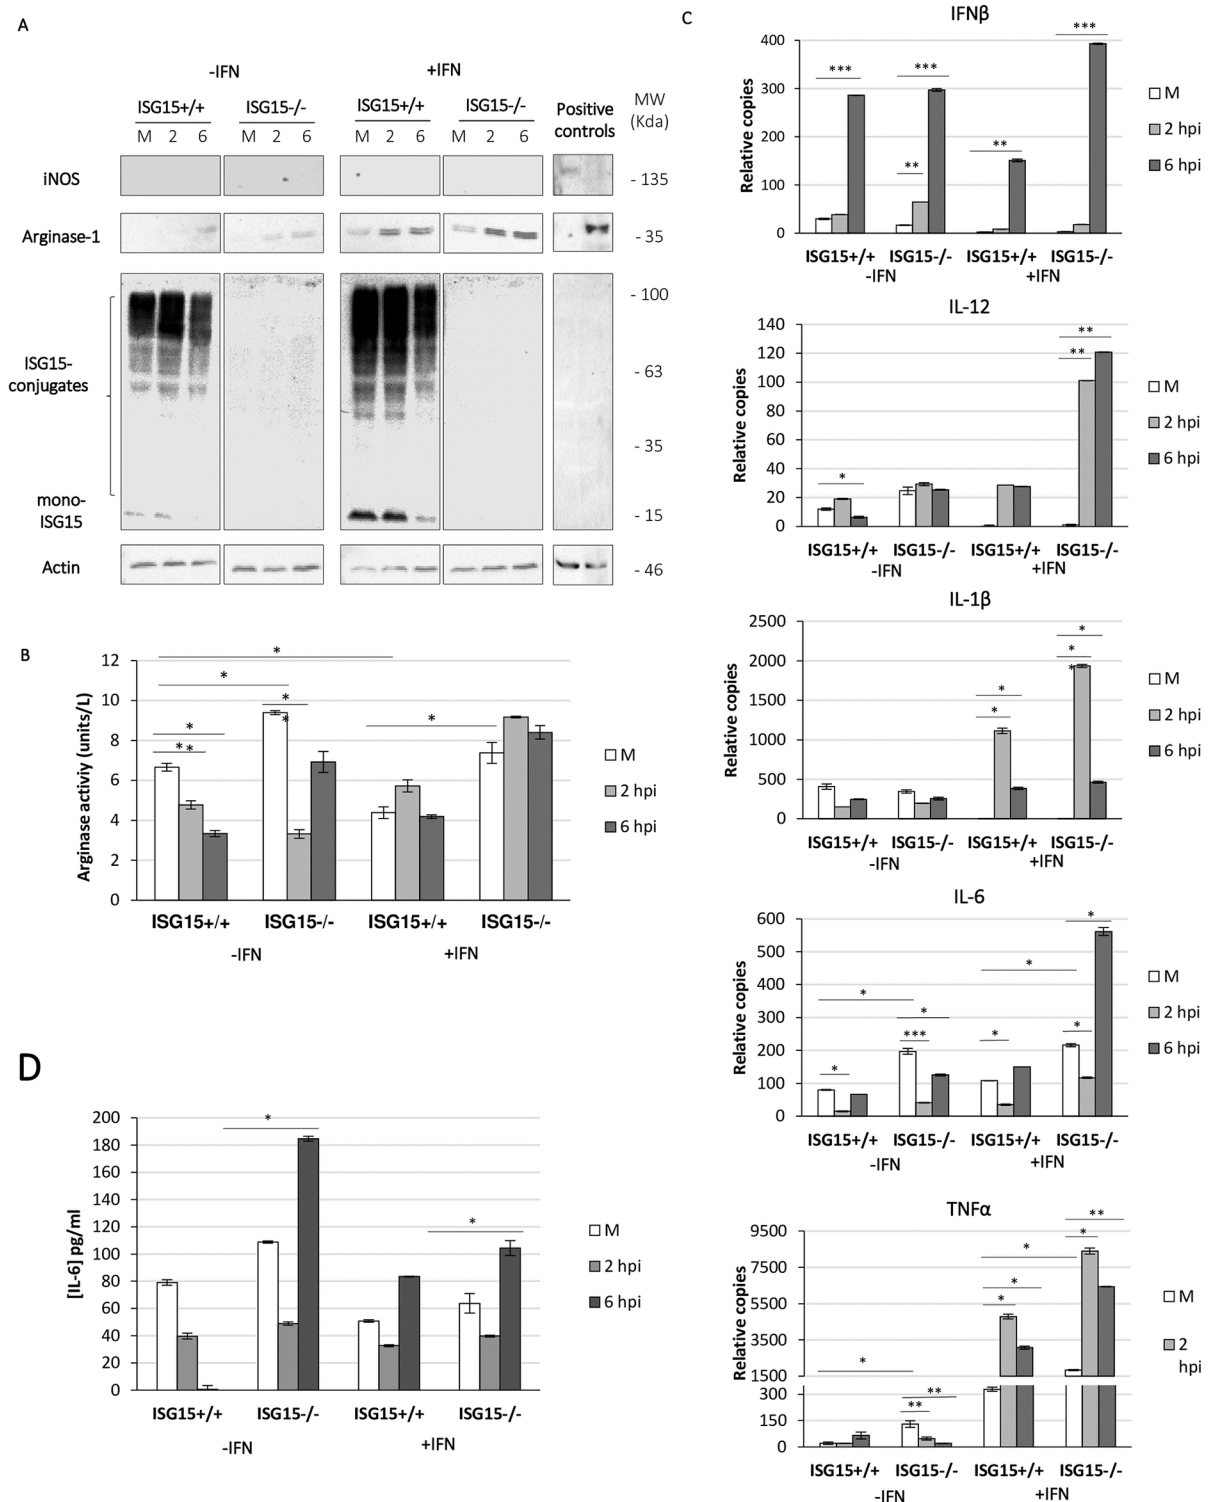 A
-IFN
+IFN
ISG15+/+
ISG15-/-
ISG15+/+
ISG15-/-
Positive
controls
MW
(Kda)
M 2 6
M 2 6
M 2 6
M 2 6
iNOS
- 135
Arginase-1
- 35
ISG15-
conjugates
- 100
- 63
- 35
mono-
ISG15
- 15
Actin
- 46
B
Arginase activiy (units/L)
12
10
8
6
4
2
0
*
*
*
* *
*
*
*
M
2 hpi
6 hpi
ISG15+/+
ISG15-/-
ISG15+/+
ISG15-/-
-IFN
+IFN
C
IFNβ
Relative copies
400
300
200
100
0
***
**
***
**
***
M
2 hpi
6 hpi
ISG15+/+
ISG15-/-
ISG15+/+
ISG15-/-
-IFN
+IFN
IL-12
Relative copies
140
120
100
80
60
40
20
0
*
**
**
M
2 hpi
6 hpi
ISG15+/+
ISG15-/-
ISG15+/+
ISG15-/-
-IFN
+IFN
IL-1β
Relative copies
2500
2000
1500
1000
500
0
*
*
*
*
*
M
2 hpi
6 hpi
ISG15+/+
ISG15-/-
ISG15+/+
ISG15-/-
-IFN
+IFN
IL-6
Relative copies
600
500
400
300
200
100
0
*
*
*
***
*
*
*
*
M
2 hpi
6 hpi
ISG15+/+
ISG15-/-
ISG15+/+
ISG15-/-
-IFN
+IFN
D
[IL-6] pg/ml
200
180
160
140
120
100
80
60
40
20
0
*
*
M
2 hpi
6 hpi
ISG15+/+
ISG15-/-
ISG15+/+
ISG15-/-
-IFN
+IFN
TNFα
Relative copies
9500
7500
5500
3500
1500
300
150
0
*
**
**
*
*
*
*
**
M
2
hpi
ISG15+/+
ISG15-/-
ISG15+/+
ISG15-/-
-IFN
+IFN